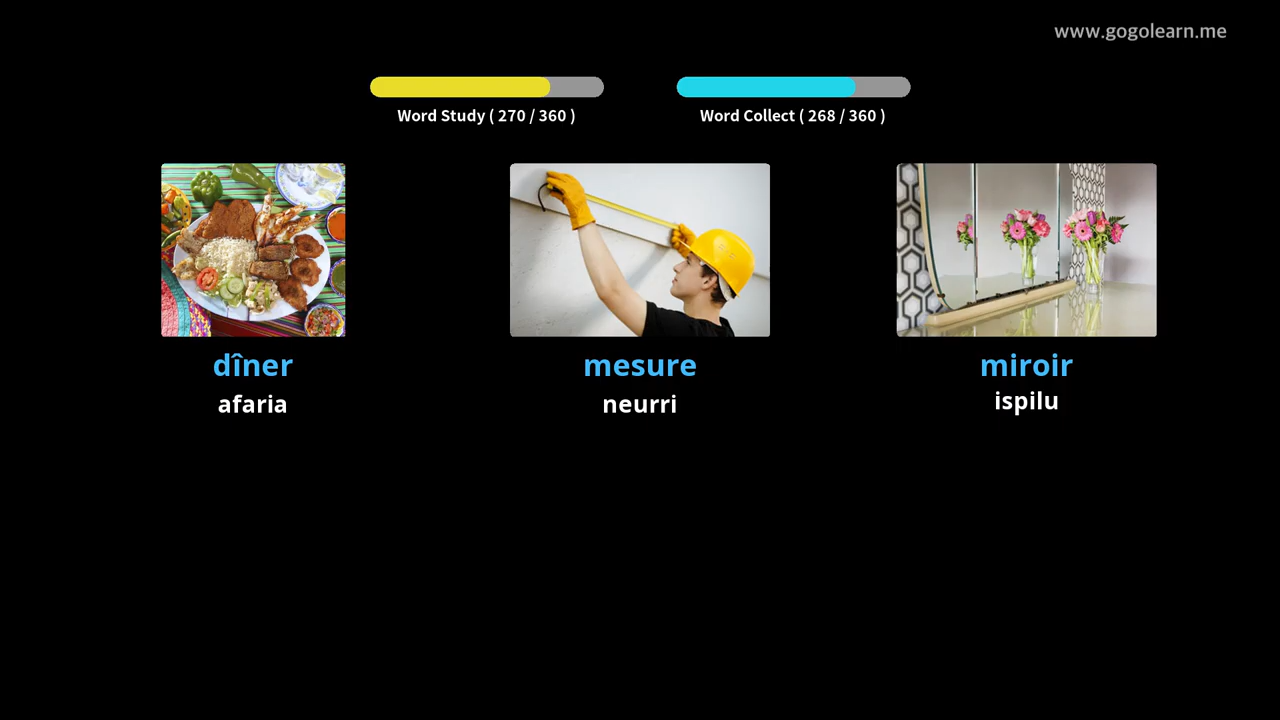 www.gogolearn.me
Word Study ( 270 / 360 )
Word Collect ( 268 / 360 )
dîner
afaria
mesure
neurri
miroir
ispilu